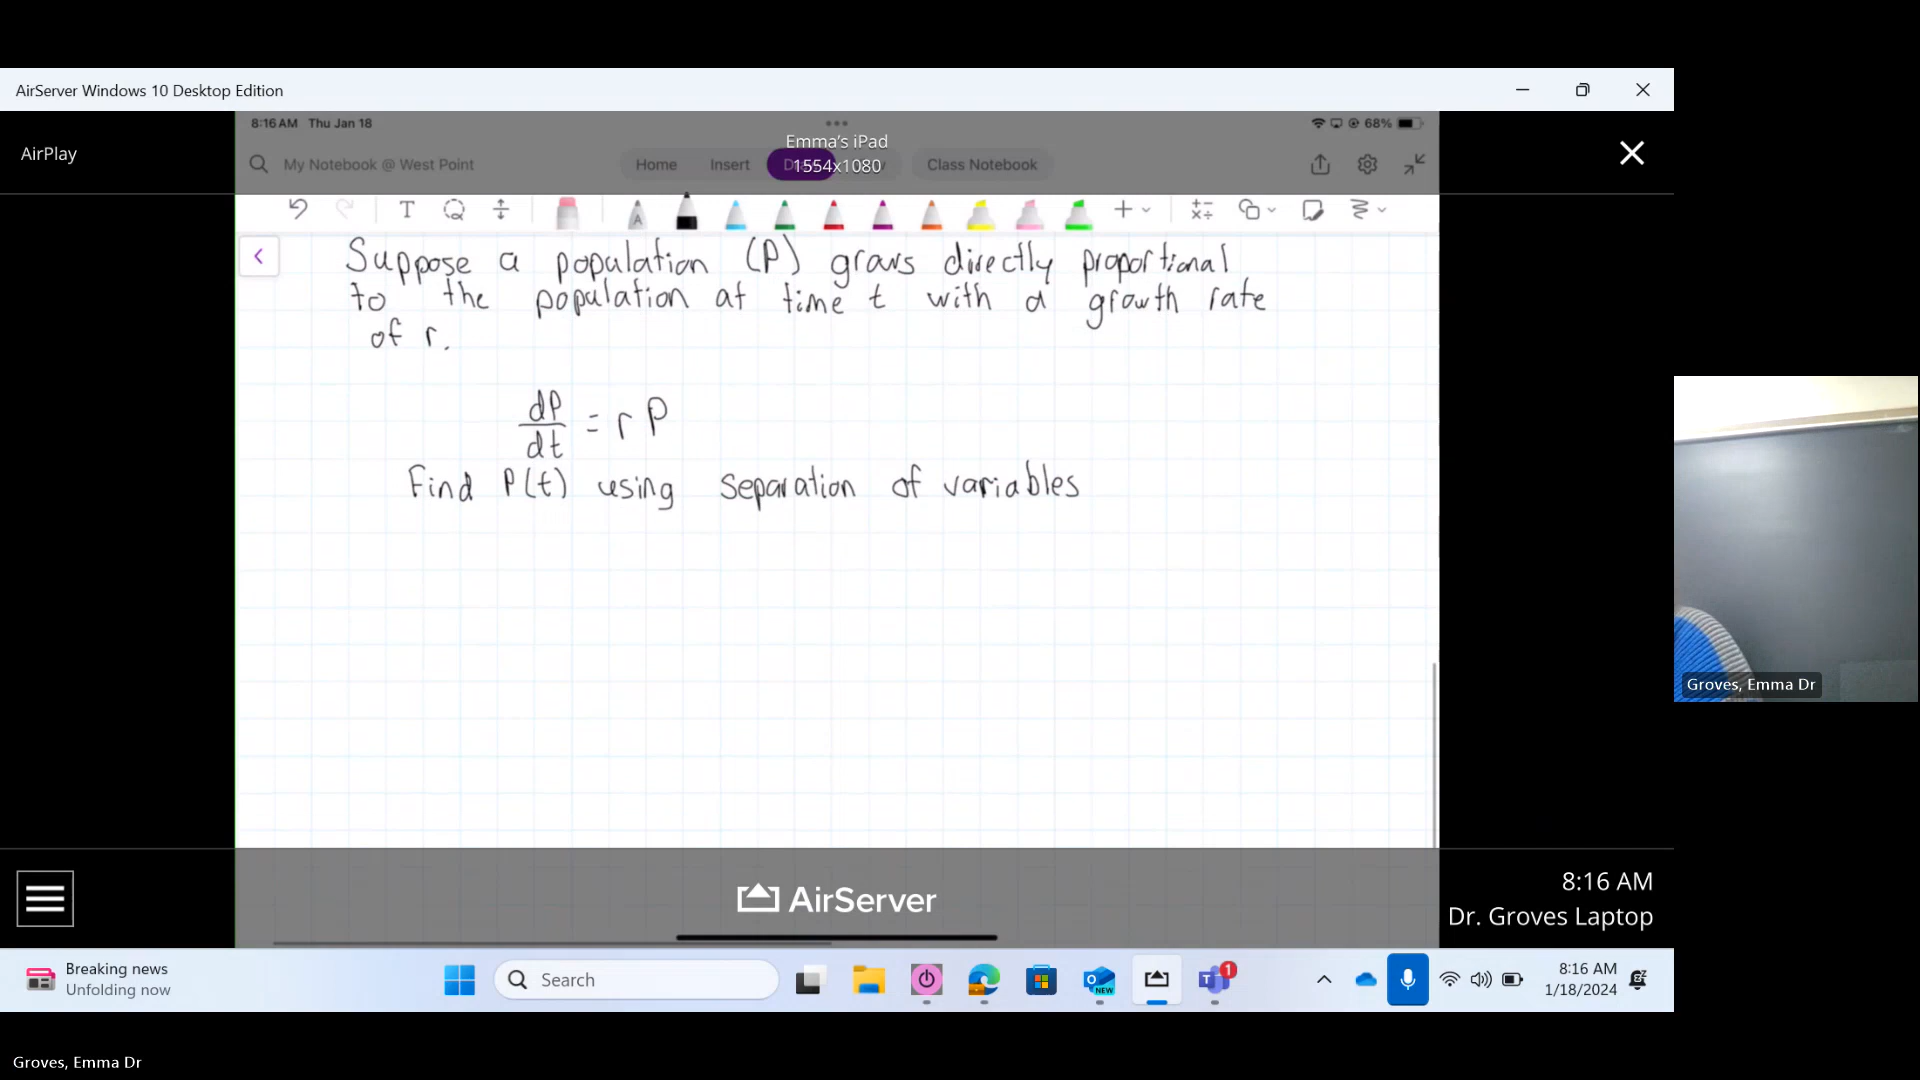 AirServer Windows 10 Desktop Edition
AirPlay
8:16 AM Thu Jan 18
68%
Emma's iPad
1554x1080
My Notebook @ West Point
Home Insert Class Notebook
Suppose a population (P) grows directly proportional
to the population at time t with a growth rate
of r.
dP/dt = r P
Find P(t) using separation of variables
Groves, Emma Dr
AirServer
8:16 AM
Dr. Groves Laptop
Breaking news
Unfolding now
Search
NEW
1
8:16 AM
1/18/2024
Groves, Emma Dr